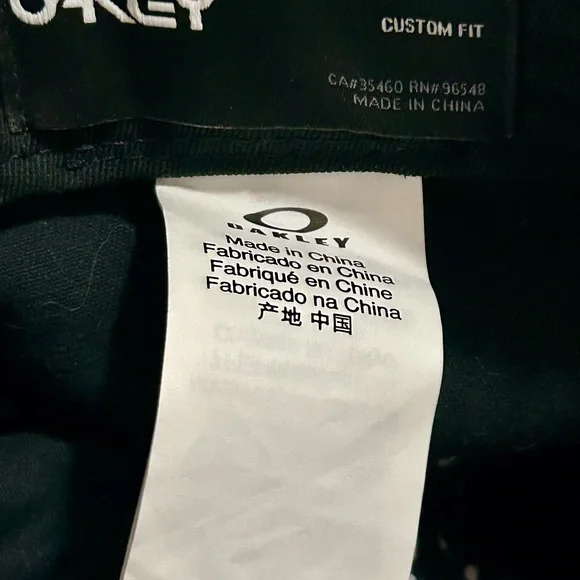 OAKLEY
CUSTOM FIT
CA#35460 RN#96548
MADE IN CHINA
OAKLEY
Made in China
Fabricado en China
Fabriqué en Chine
Fabricado na China
产地 中国